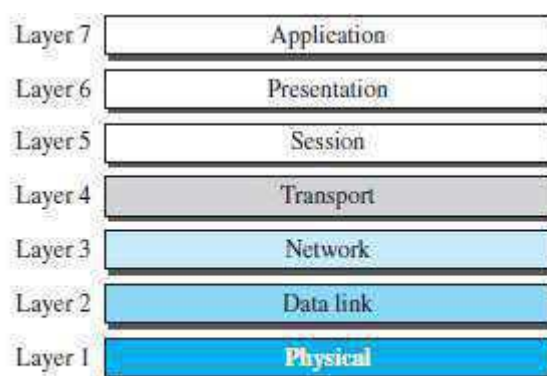 Layer 7 Application
Layer 6 Presentation
Layer 5 Session
Layer 4 Transport
Layer 3 Network
Layer 2 Data link
Layer 1 Physical